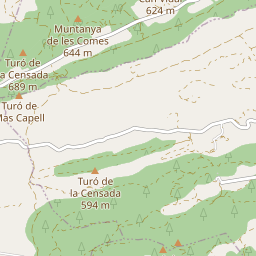 Can Vidal
624 m
Muntanya
de les Comes
644 m
Turó de
la Censada
689 m
Turó de
Mas Capell
Turó de
la Censada
594 m